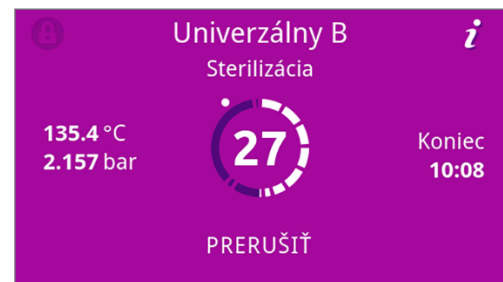 Univerzálny B
i
Sterilizácia
135.4 °C
2.157 bar
27
Koniec
10:08
PRERUŠIŤ